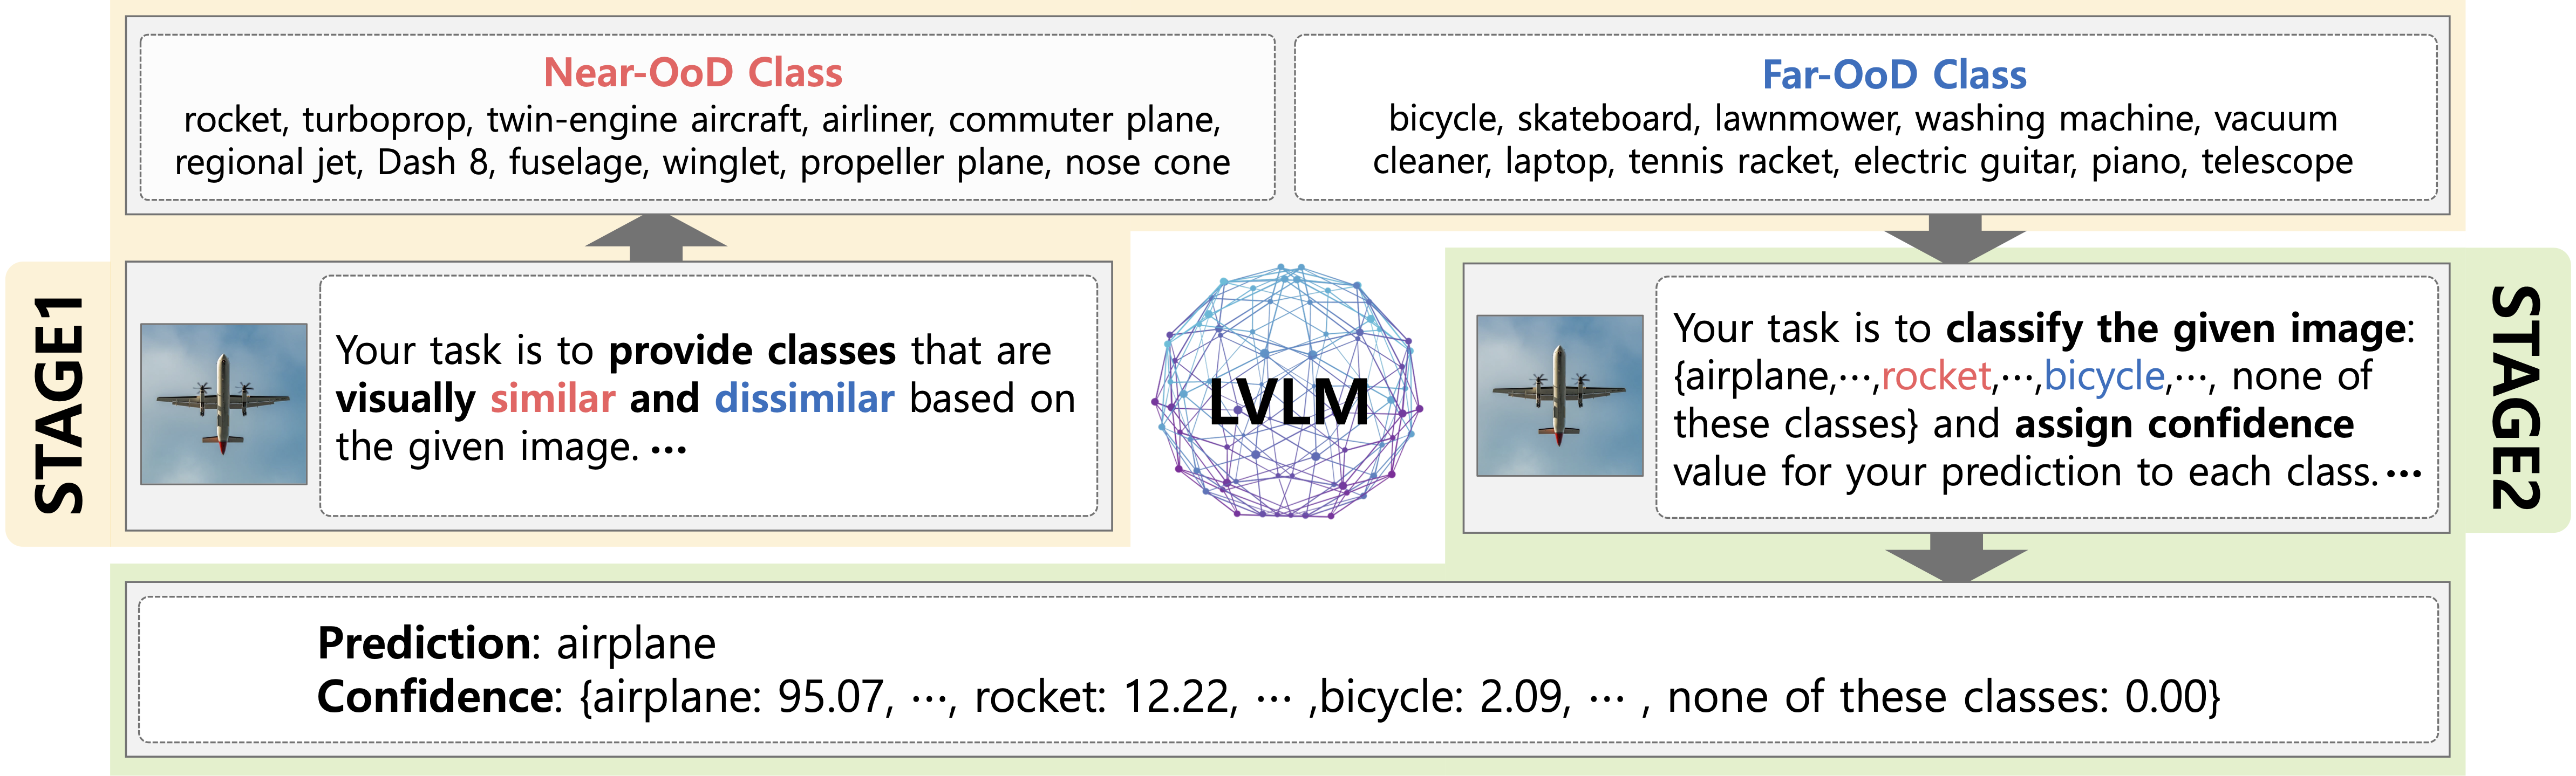 Near-OoD Class
rocket, turboprop, twin-engine aircraft, airliner, commuter plane,
regional jet, Dash 8, fuselage, winglet, propeller plane, nose cone
Far-OoD Class
bicycle, skateboard, lawnmower, washing machine, vacuum
cleaner, laptop, tennis racket, electric guitar, piano, telescope
STAGE1
Your task is to provide classes that are
visually similar and dissimilar based on
the given image. ···
LVLM
Your task is to classify the given image:
{airplane,···,rocket,···,bicycle,···, none of
these classes} and assign confidence
value for your prediction to each class. ···
STAGE2
Prediction: airplane
Confidence: {airplane: 95.07, ···, rocket: 12.22, ··· ,bicycle: 2.09, ··· , none of these classes: 0.00}